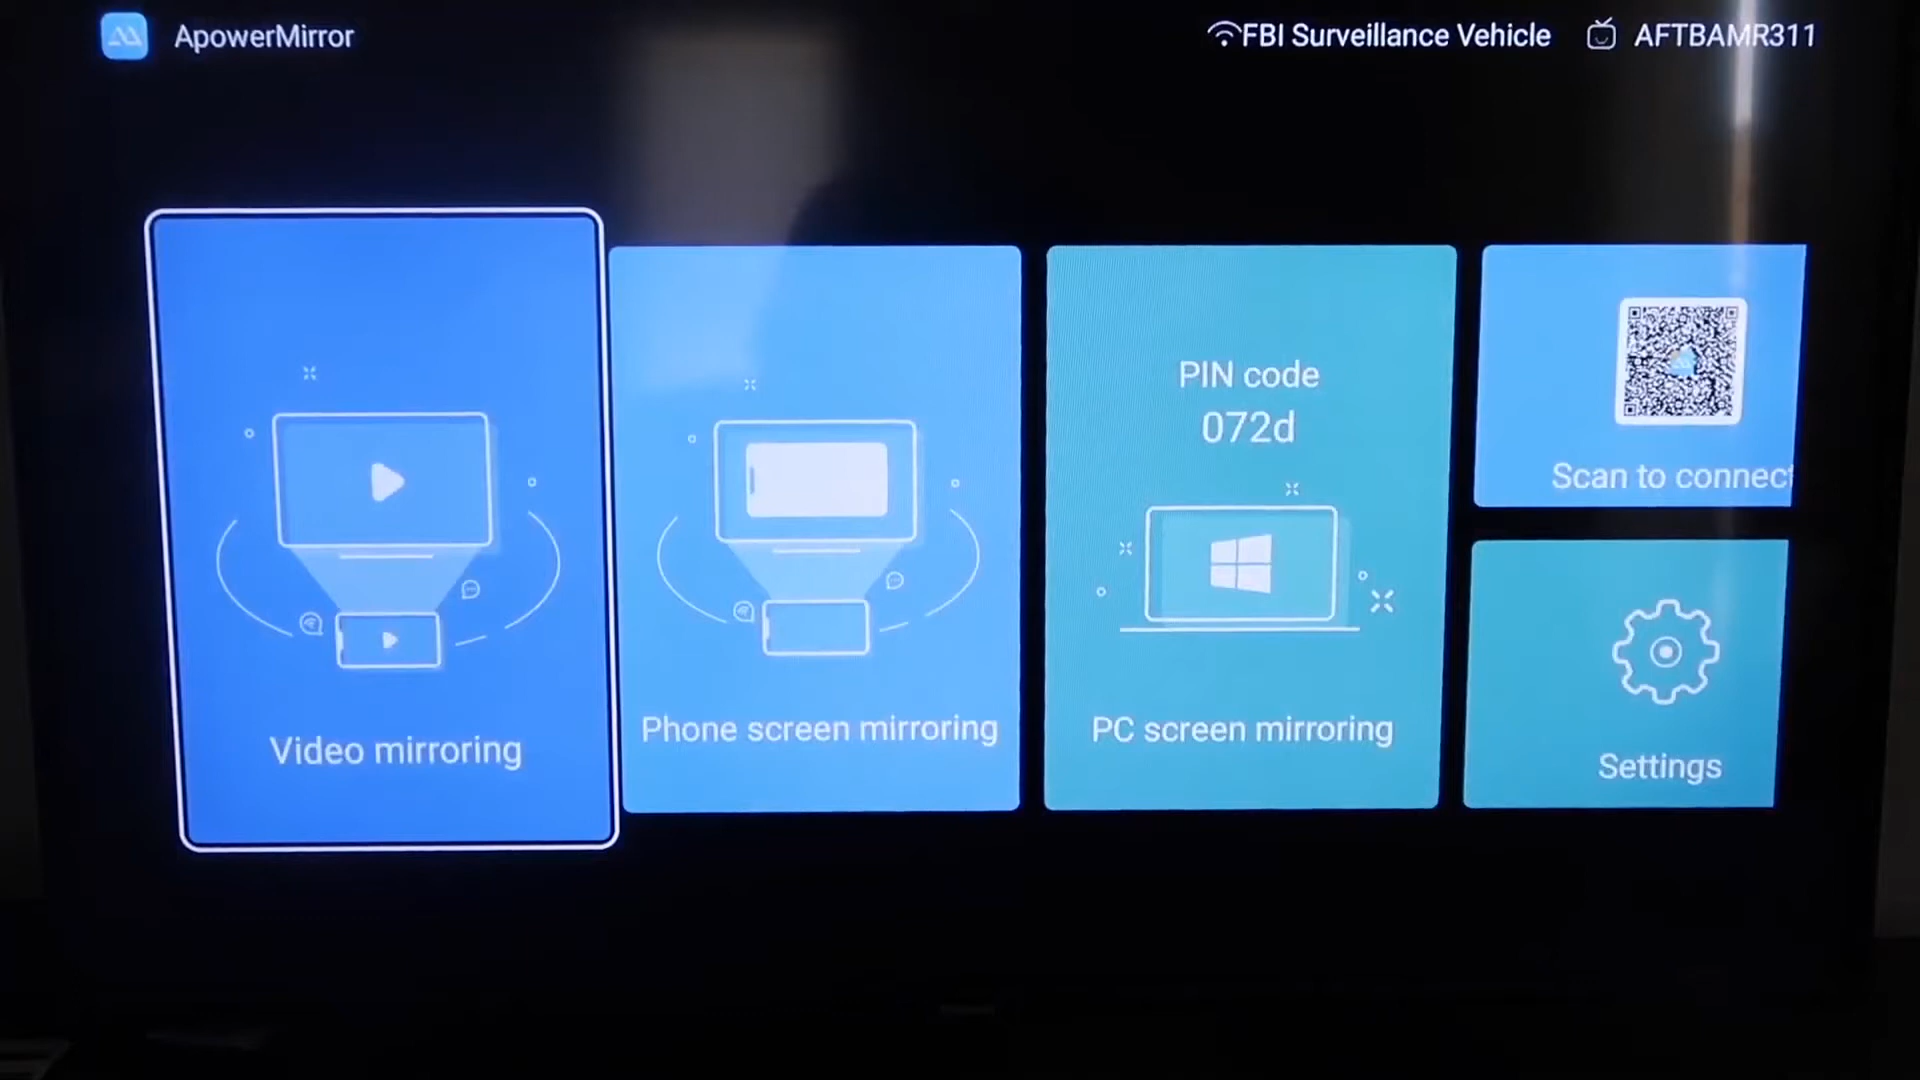 ApowerMirror
FBI Surveillance Vehicle
AFTBAMR311
Video mirroring
Phone screen mirroring
PIN code
072d
PC screen mirroring
Scan to connect
Settings